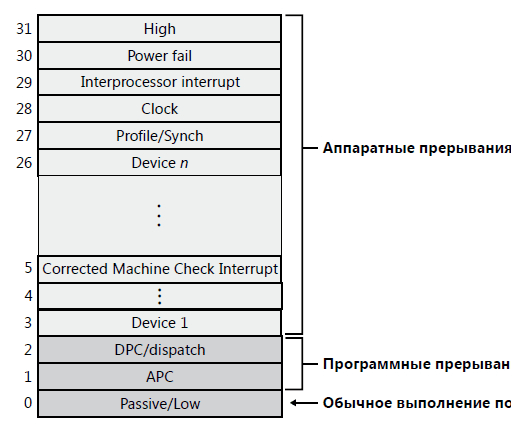 31 High
30 Power fail
29 Interprocessor interrupt
28 Clock
27 Profile/Synch
26 Device n
Аппаратные прерывания
5 Corrected Machine Check Interrupt
4
3 Device 1
2 DPC/dispatch
Программные прерыван
1 APC
0 Passive/Low
Обычное выполнение по